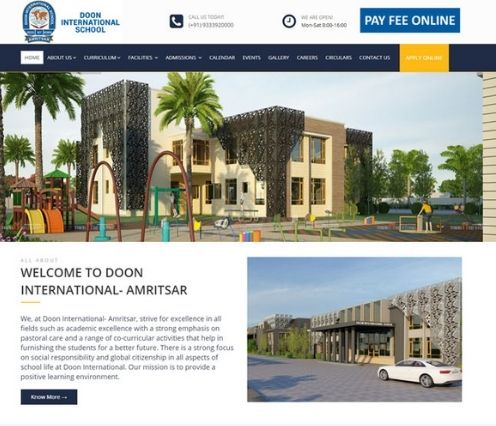 DOON
INTERNATIONAL
SCHOOL
AMRITSAR
CALL US TODAY!
(+91)9333920000
WE ARE OPEN!
Mon-Sat 8:00-16:00
PAY FEE ONLINE
HOME ABOUT US CURRICULUM FACILITIES ADMISSIONS CALENDAR EVENTS GALLERY CAREERS CIRCULARS CONTACT US APPLY ONLINE
ALL ABOUT
WELCOME TO DOON
INTERNATIONAL- AMRITSAR
We, at Doon International- Amritsar, strive for excellence in all
fields such as academic excellence with a strong emphasis on
pastoral care and a range of co-curricular activities that help in
furnishing the students for a better future. There is a strong focus
on social responsibility and global citizenship in all aspects of
school life at Doon International. Our mission is to provide a
positive learning environment.
Know More →